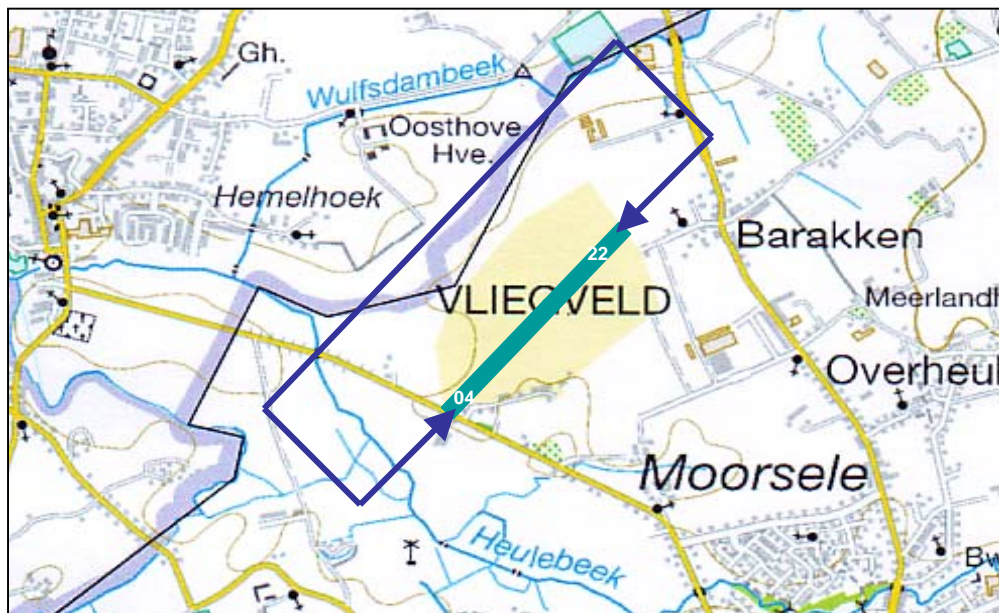 Gh.
Wulfsdambeek
Oosthove
Hve.
Hemelhoek
Barakken
22
VLIEGVELD
Meerlandh
Overheul
04
Moorsele
Heulebeek
Bw